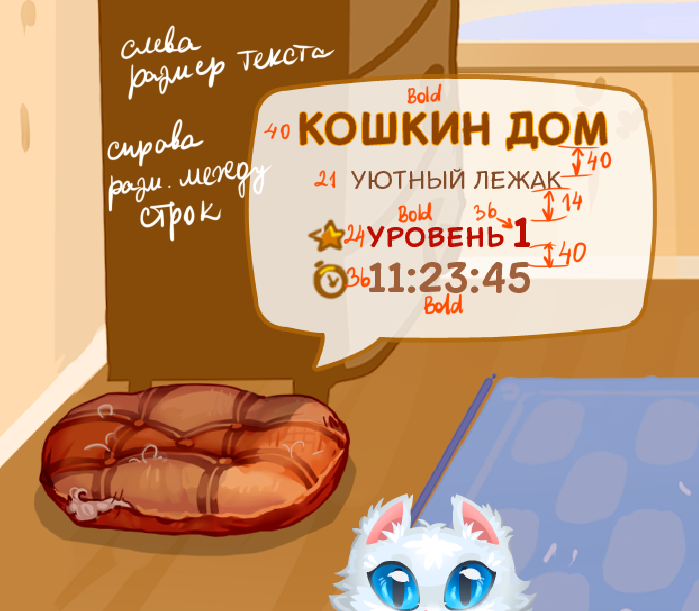 слева
размер текста
справа
разм. между
строк
Bold
40 КОШКИН ДОМ
40
21 УЮТНЫЙ ЛЕЖАК
14
Bold 36
24 УРОВЕНЬ 1
40
36 11:23:45
Bold